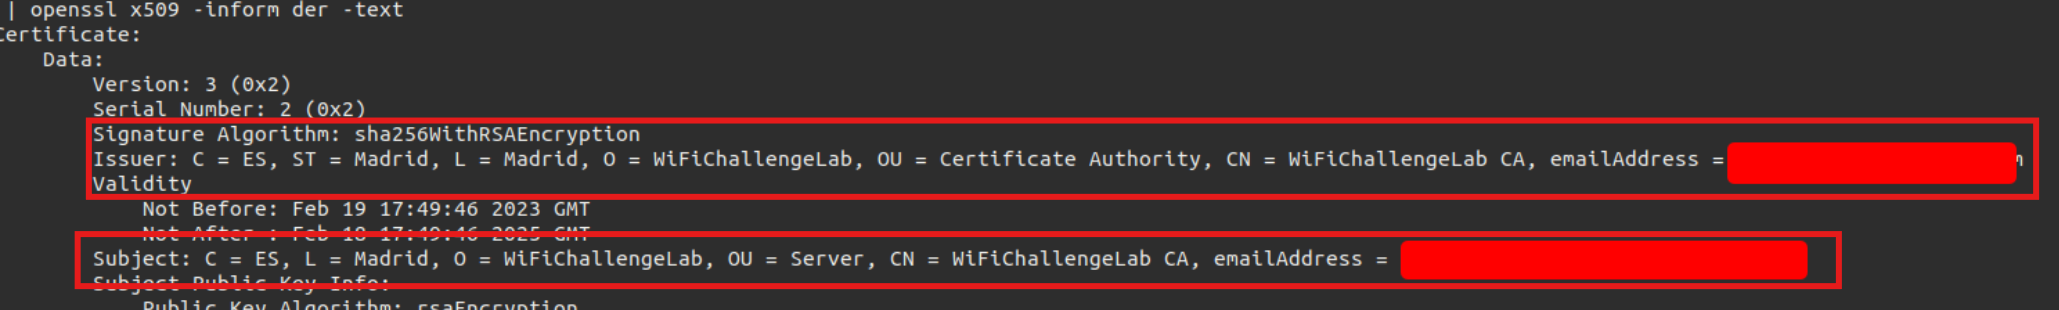 | openssl x509 -inform der -text
Certificate:
Data:
Version: 3 (0x2)
Serial Number: 2 (0x2)
Signature Algorithm: sha256WithRSAEncryption
Issuer: C = ES, ST = Madrid, L = Madrid, O = WiFiChallengeLab, OU = Certificate Authority, CN = WiFiChallengeLab CA, emailAddress =
Validity
Not Before: Feb 19 17:49:46 2023 GMT
Not After : Feb 18 17:49:46 2025 GMT
Subject: C = ES, L = Madrid, O = WiFiChallengeLab, OU = Server, CN = WiFiChallengeLab CA, emailAddress =
Subject Public Key Info:
Public Key Algorithm: rsaEncryption